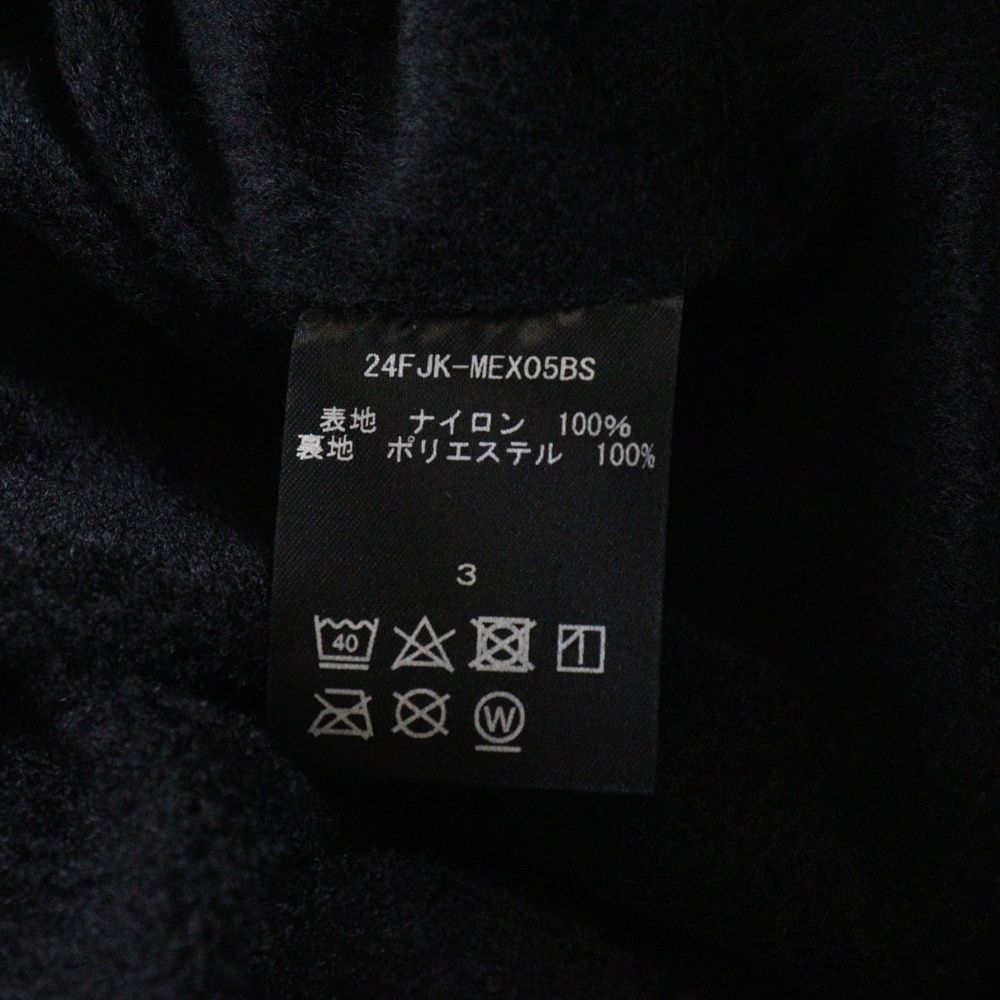 24FJK-MEX05BS
表地 ナイロン 100%
裏地 ポリエステル 100%
3
40
W